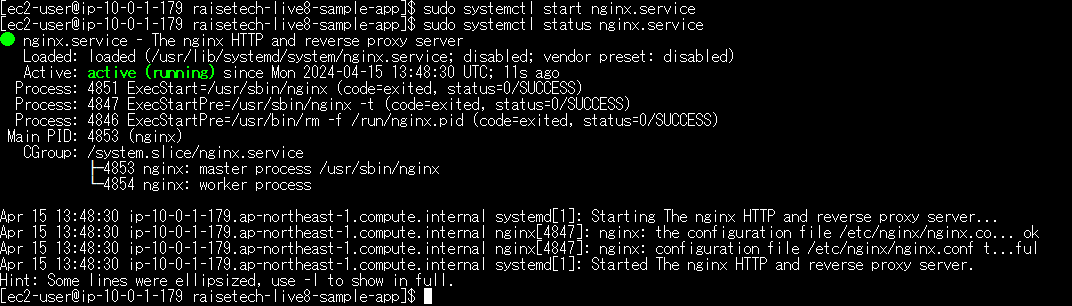 [ec2-user@ip-10-0-1-179 raisetech-live8-sample-app]$ sudo systemctl start nginx.service
[ec2-user@ip-10-0-1-179 raisetech-live8-sample-app]$ sudo systemctl status nginx.service
● nginx.service - The nginx HTTP and reverse proxy server
   Loaded: loaded (/usr/lib/systemd/system/nginx.service; disabled; vendor preset: disabled)
   Active: active (running) since Mon 2024-04-15 13:48:30 UTC; 11s ago
  Process: 4851 ExecStart=/usr/sbin/nginx (code=exited, status=0/SUCCESS)
  Process: 4847 ExecStartPre=/usr/sbin/nginx -t (code=exited, status=0/SUCCESS)
  Process: 4846 ExecStartPre=/usr/bin/rm -f /run/nginx.pid (code=exited, status=0/SUCCESS)
 Main PID: 4853 (nginx)
   CGroup: /system.slice/nginx.service
           ├─4853 nginx: master process /usr/sbin/nginx
           └─4854 nginx: worker process
Apr 15 13:48:30 ip-10-0-1-179.ap-northeast-1.compute.internal systemd[1]: Starting The nginx HTTP and reverse proxy server...
Apr 15 13:48:30 ip-10-0-1-179.ap-northeast-1.compute.internal nginx[4847]: nginx: the configuration file /etc/nginx/nginx.co... ok
Apr 15 13:48:30 ip-10-0-1-179.ap-northeast-1.compute.internal nginx[4847]: nginx: configuration file /etc/nginx/nginx.conf t...ful
Apr 15 13:48:30 ip-10-0-1-179.ap-northeast-1.compute.internal systemd[1]: Started The nginx HTTP and reverse proxy server.
Hint: Some lines were ellipsized, use -l to show in full.
[ec2-user@ip-10-0-1-179 raisetech-live8-sample-app]$